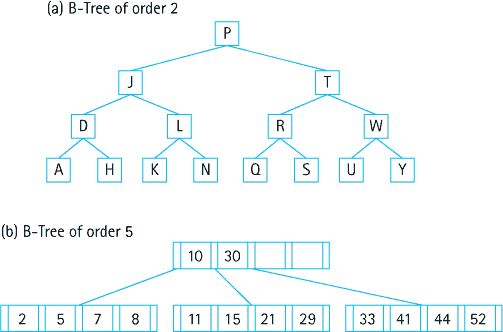 (a) B-Tree of order 2
P
J T
D L R W
A H K N Q S U Y
(b) B-Tree of order 5
10 30
2 5 7 8 11 15 21 29 33 41 44 52